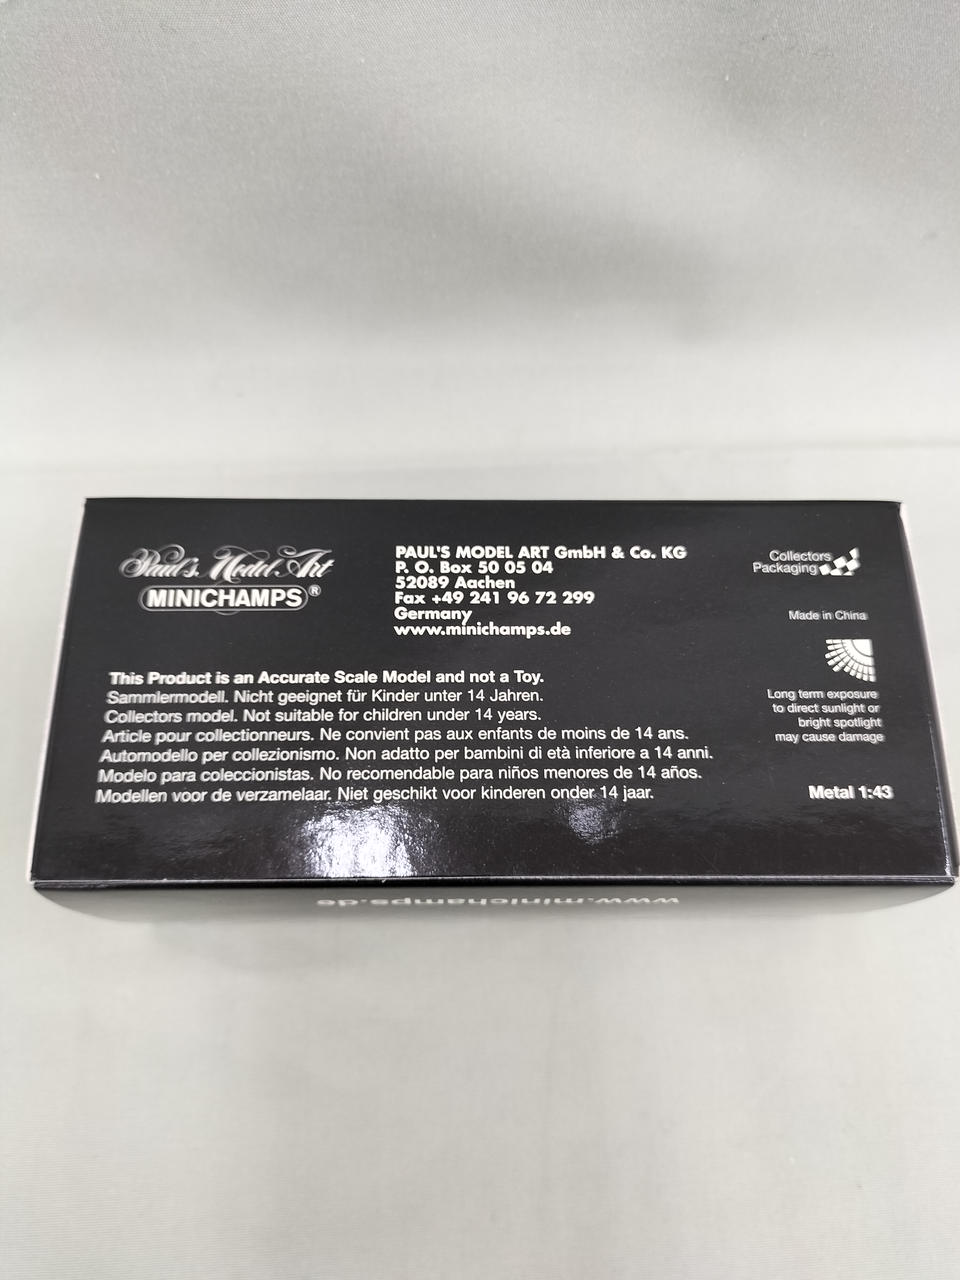 Paul's Model Art
MINICHAMPS®
PAUL'S MODEL ART GmbH & Co. KG
P. O. Box 50 05 04
52089 Aachen
Fax +49 241 96 72 299
Germany
www.minichamps.de
Collectors
Packaging
Made in China
Long term exposure
to direct sunlight or
bright spotlight
may cause damage
This Product is an Accurate Scale Model and not a Toy.
Sammlermodell. Nicht geeignet für Kinder unter 14 Jahren.
Collectors model. Not suitable for children under 14 years.
Article pour collectionneurs. Ne convient pas aux enfants de moins de 14 ans.
Automodello per collezionismo. Non adatto per bambini di età inferiore a 14 anni.
Modelo para coleccionistas. No recomendable para niños menores de 14 años.
Modellen voor de verzamelaar. Niet geschikt voor kinderen onder 14 jaar.
Metal 1:43
www.minichamps.de